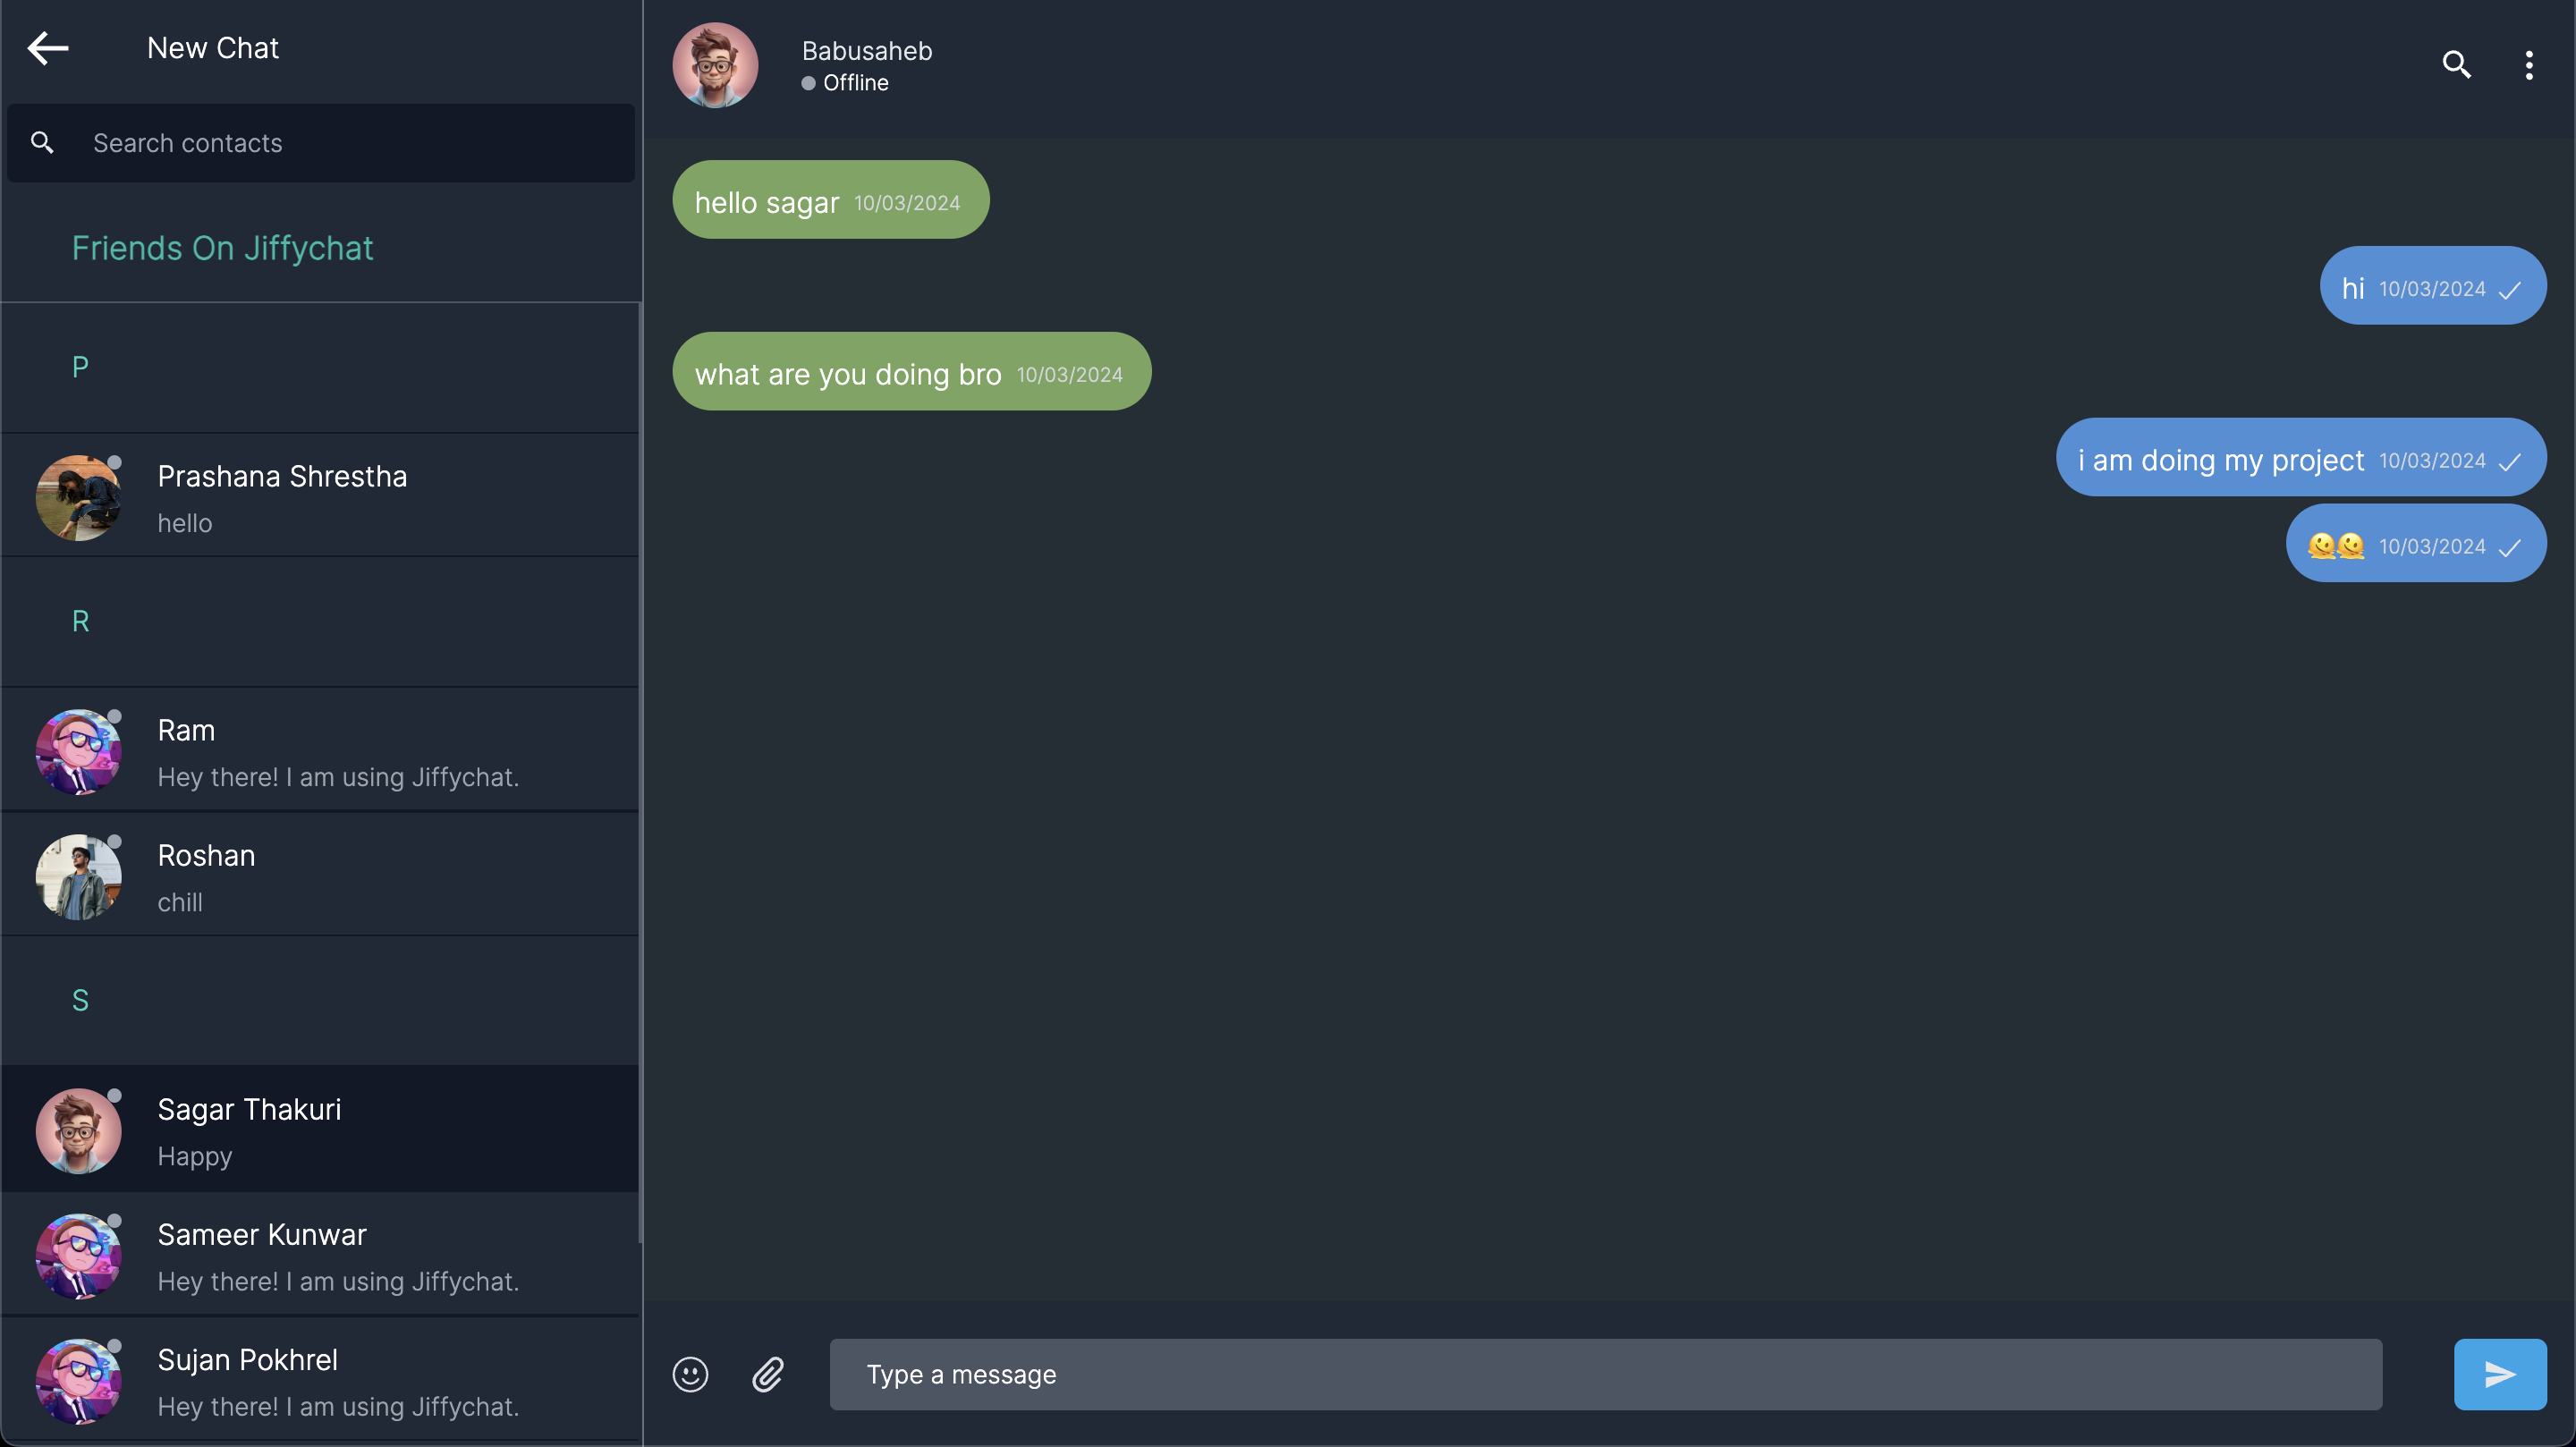 New Chat
Search contacts
Friends On Jiffychat
P
Prashana Shrestha
hello
R
Ram
Hey there! I am using Jiffychat.
Roshan
chill
S
Sagar Thakuri
Happy
Sameer Kunwar
Hey there! I am using Jiffychat.
Sujan Pokhrel
Hey there! I am using Jiffychat.
Babusaheb
Offline
hello sagar 10/03/2024
hi 10/03/2024
what are you doing bro 10/03/2024
i am doing my project 10/03/2024
🫠🫠 10/03/2024
Type a message